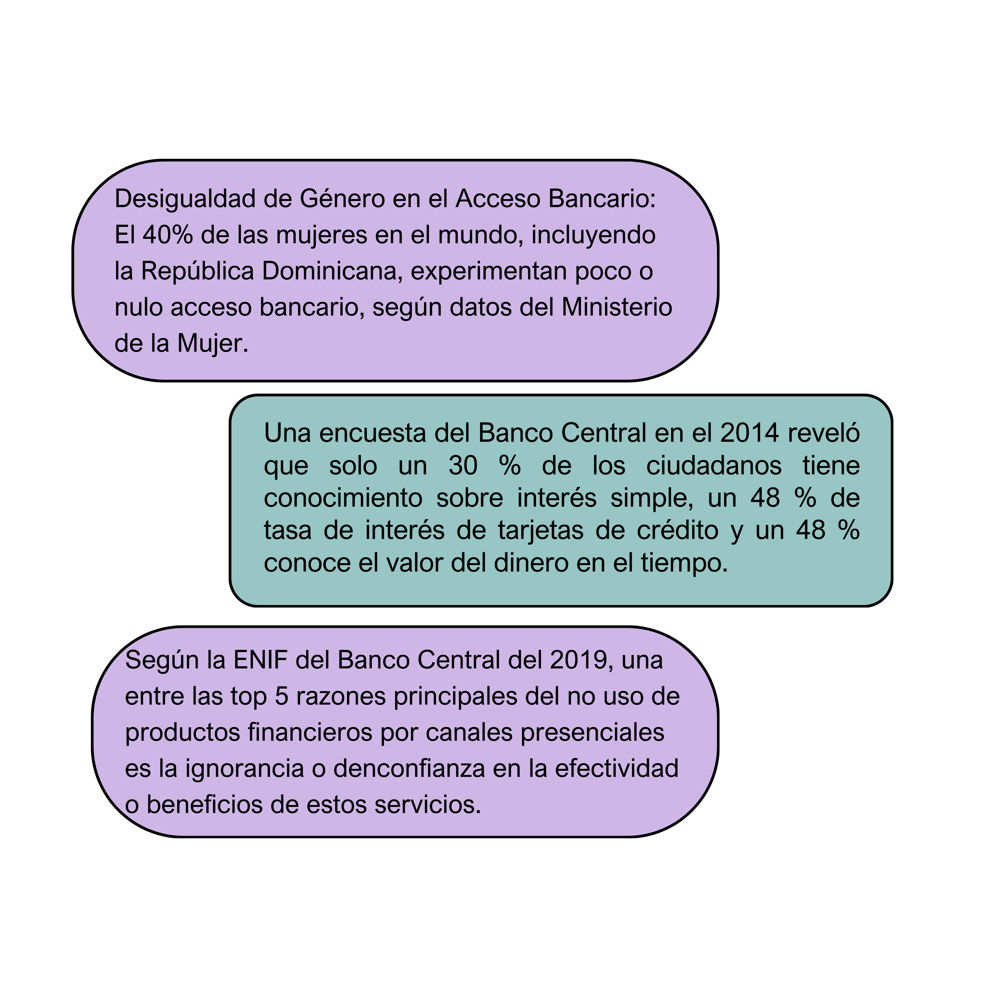 Desigualdad de Género en el Acceso Bancario:
El 40% de las mujeres en el mundo, incluyendo
la República Dominicana, experimentan poco o
nulo acceso bancario, según datos del Ministerio
de la Mujer.
Una encuesta del Banco Central en el 2014 reveló
que solo un 30 % de los ciudadanos tiene
conocimiento sobre interés simple, un 48 % de
tasa de interés de tarjetas de crédito y un 48 %
conoce el valor del dinero en el tiempo.
Según la ENIF del Banco Central del 2019, una
entre las top 5 razones principales del no uso de
productos financieros por canales presenciales
es la ignorancia o denconfianza en la efectividad
o beneficios de estos servicios.